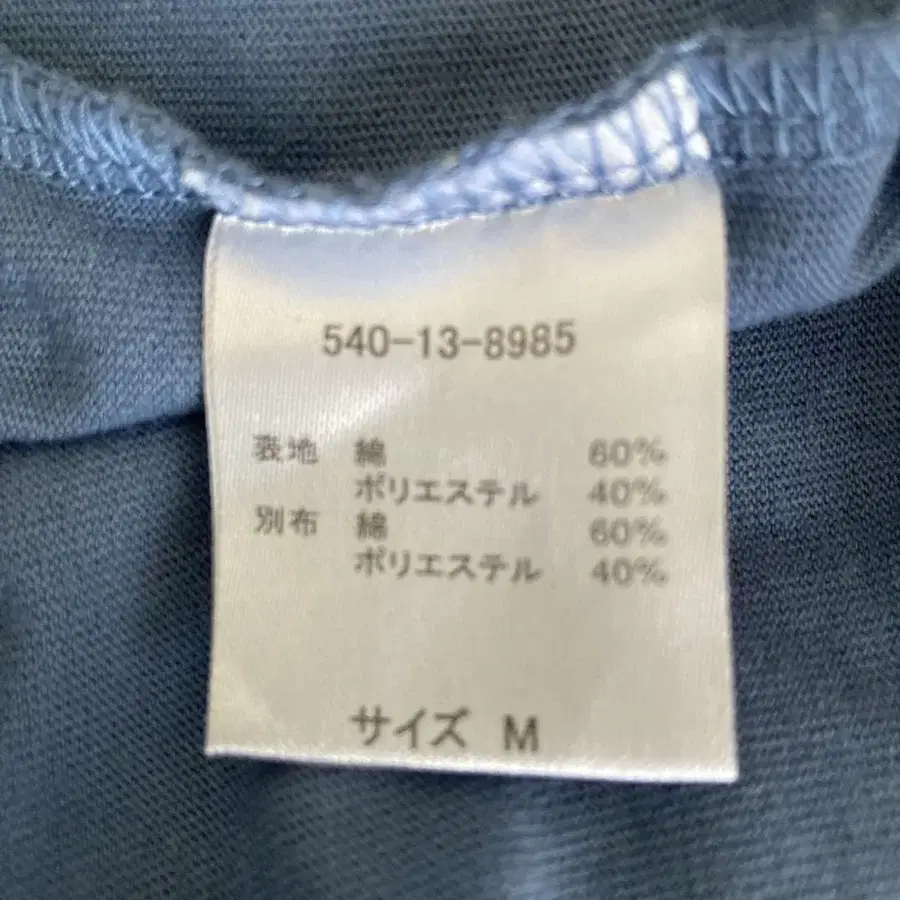 540-13-8985
表地 綿 60%
ポリエステル 40%
別布 綿 60%
ポリエステル 40%
サイズ M